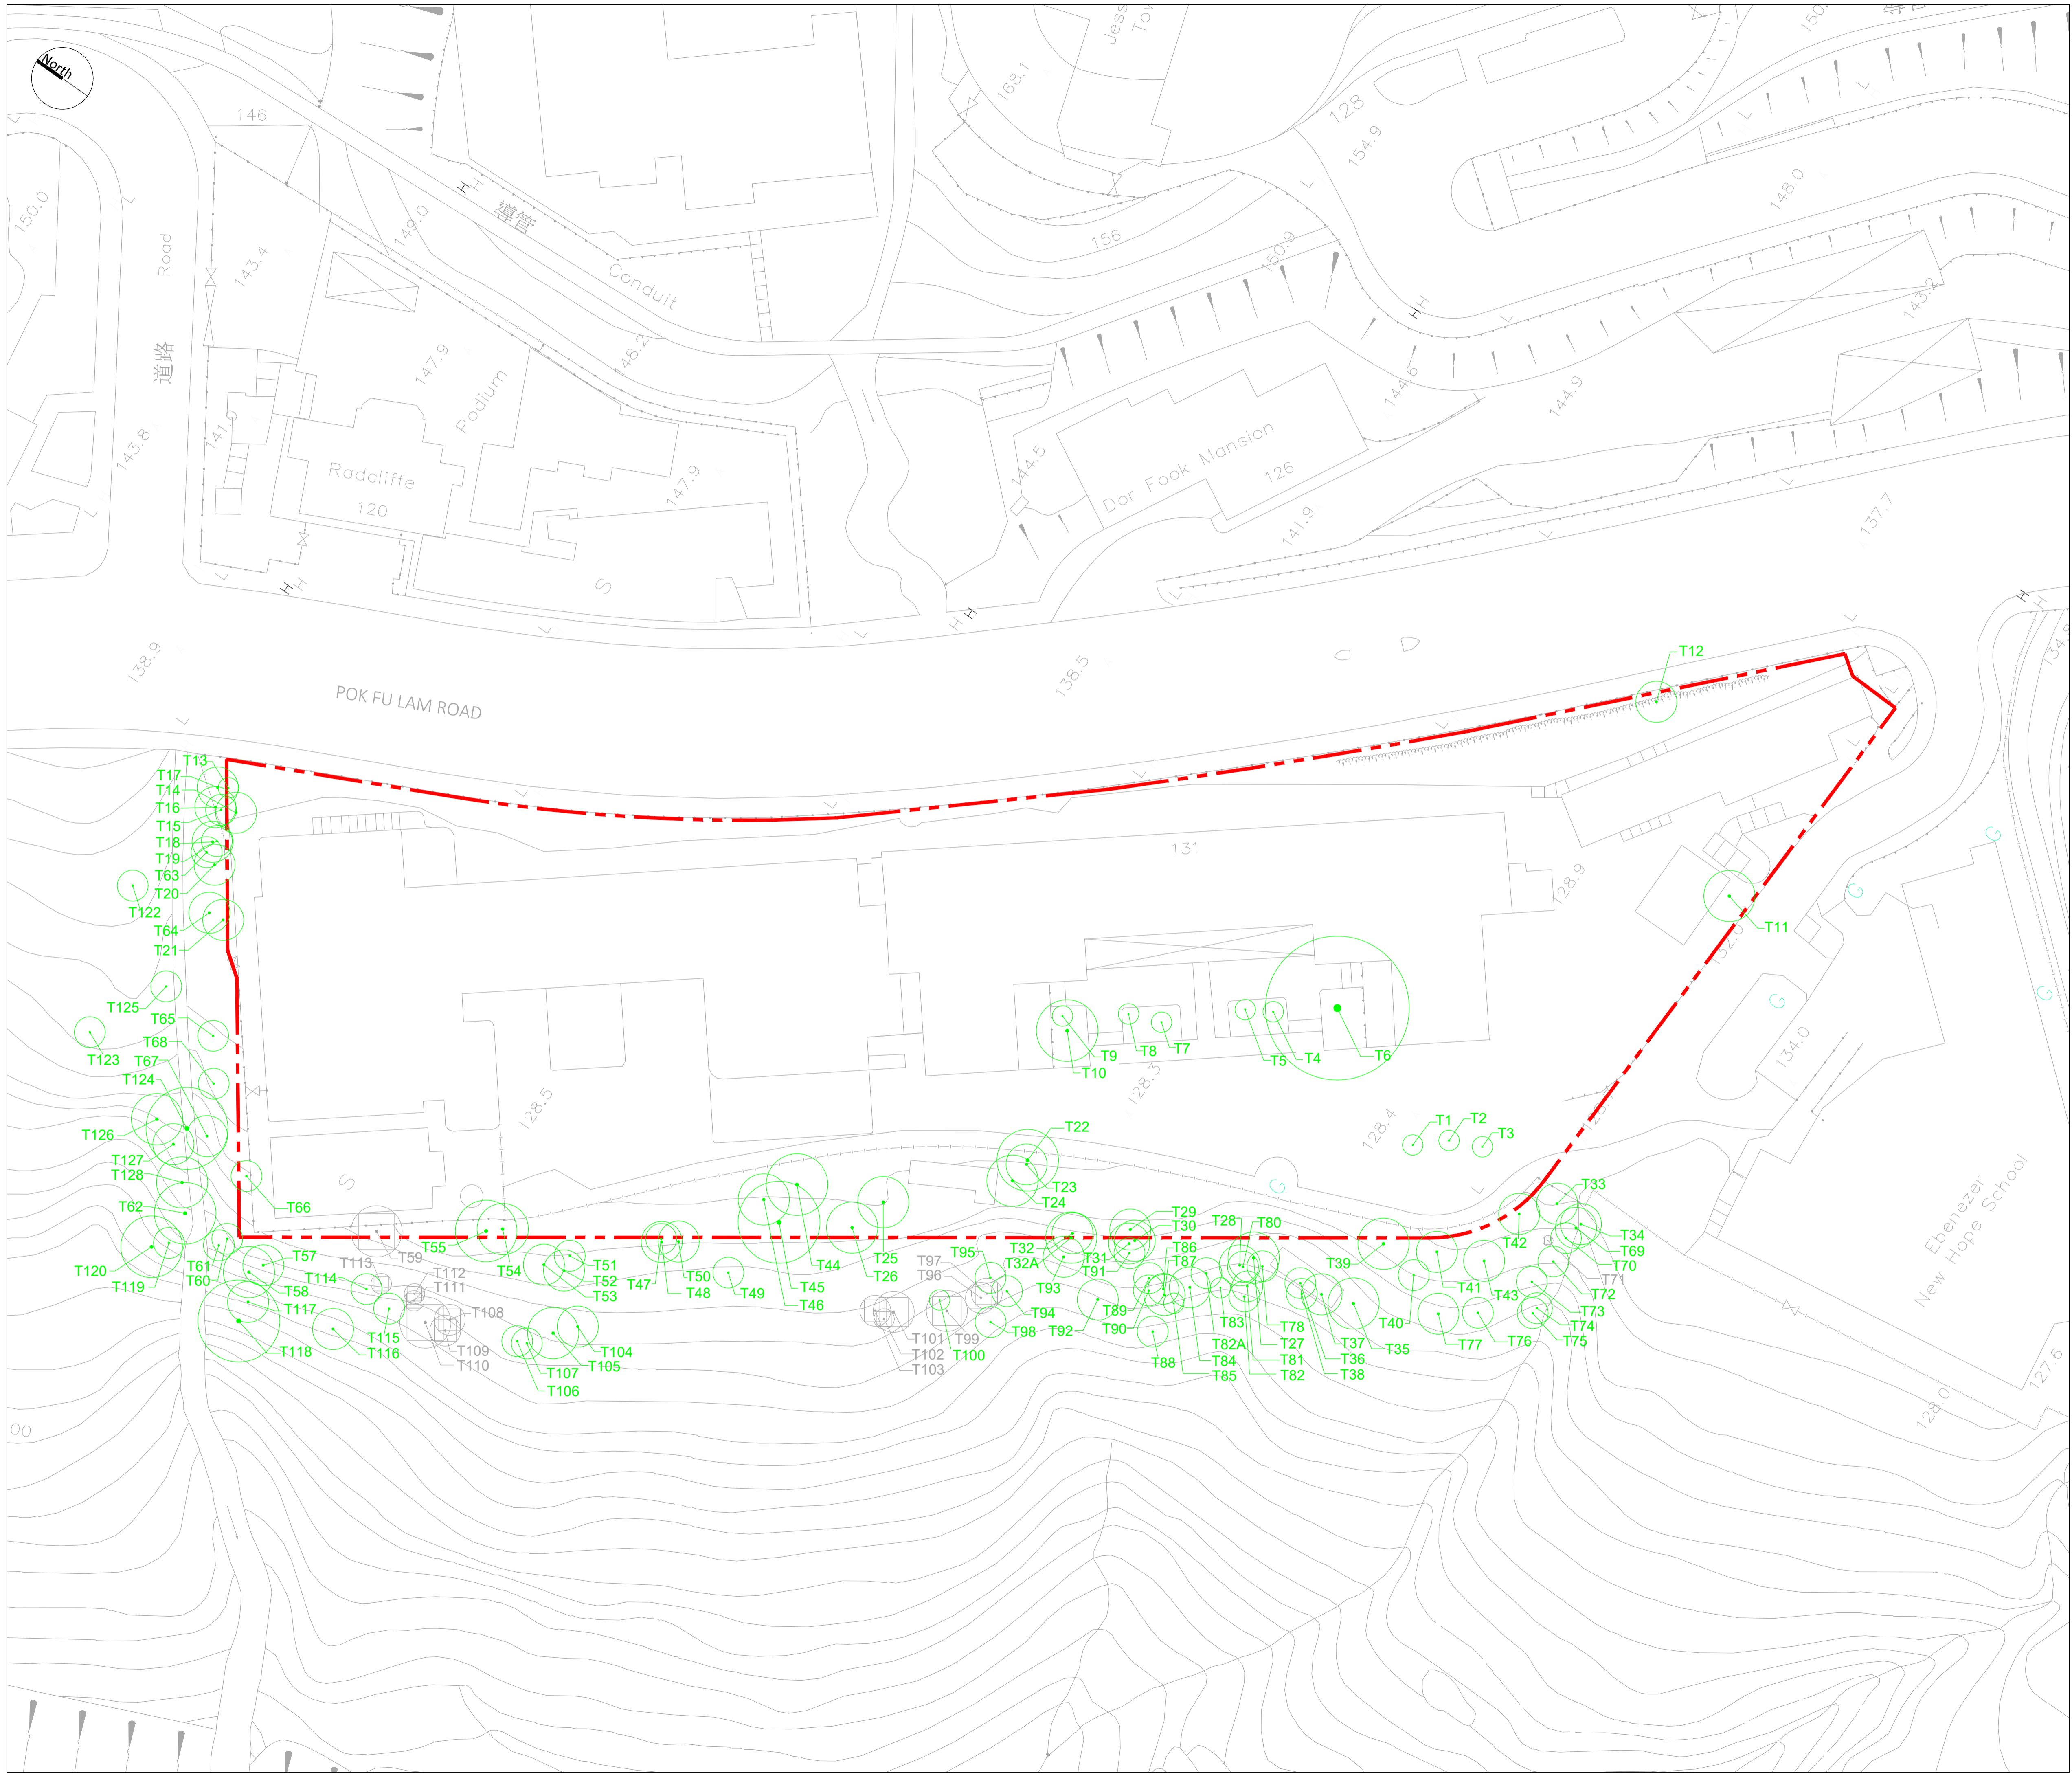 North
Jess
Tow
150.
168.1
128
146
154.9
150.0
148.0
導管
149.0
Road
156
150.9
143.4
Conduit
143.2
148.2
道路
147.9
144.6
144.9
Podium
141.0
143.8
Radcliffe
Dor Fook Mansion
147.9
144.5
126
120
141.9
137.7
S
138.9
138.5
134.8
T12
POK FU LAM ROAD
T13
T17
T14
T16
T15
T18
T19
T63
T20
131
128.9
T122
T64
T21
T11
132.0
T125
T65
T68
T123
T67
T124
T9
T8
T7
T5
T4
T6
T10
134.0
128.5
128.3
128.4
T1
T2
T3
T22
T126
T127
T128
T23
T24
S
T66
T62
T33
Ebenezer
New Hope School
T29
T30
T28
T80
T34
T69
T70
T42
T71
T72
T55
T59
T54
T57
T61
T60
T58
T120
T119
T113
T114
T112
T111
T51
T52
T53
T47
T48
T50
T49
T44
T45
T46
T25
T26
T97
T96
T95
T32
T32A
T93
T31
T91
T86
T87
T39
T41
T43
T73
T74
T75
T117
T118
T116
T115
T108
T109
T110
T104
T105
T107
T106
T101
T102
T103
T99
T100
T98
T94
T92
T89
T90
T88
T83
T82A
T84
T85
T78
T27
T81
T82
T37
T36
T38
T35
T40
T77
T76
127.6
128.0
00